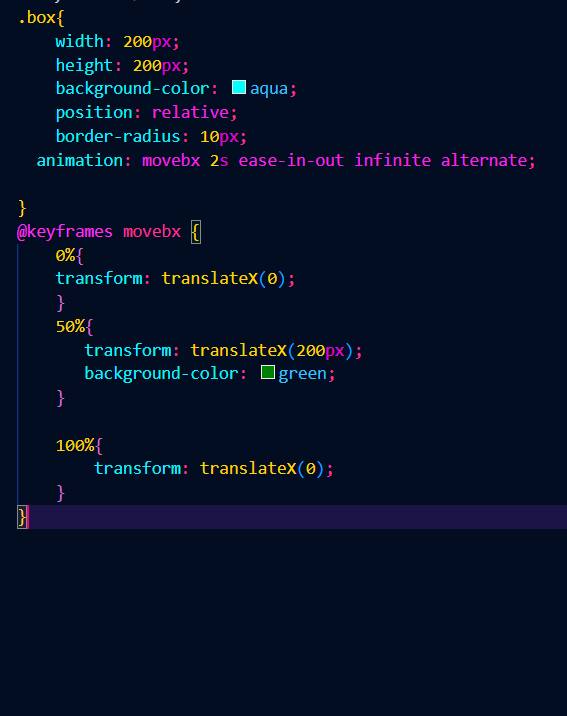 .box{
    width: 200px;
    height: 200px;
    background-color: aqua;
    position: relative;
    border-radius: 10px;
  animation: movebx 2s ease-in-out infinite alternate;

}
@keyframes movebx {
    0%{
    transform: translateX(0);
    }
    50%{
       transform: translateX(200px);
       background-color: green;
    }

    100%{
        transform: translateX(0);
    }
}